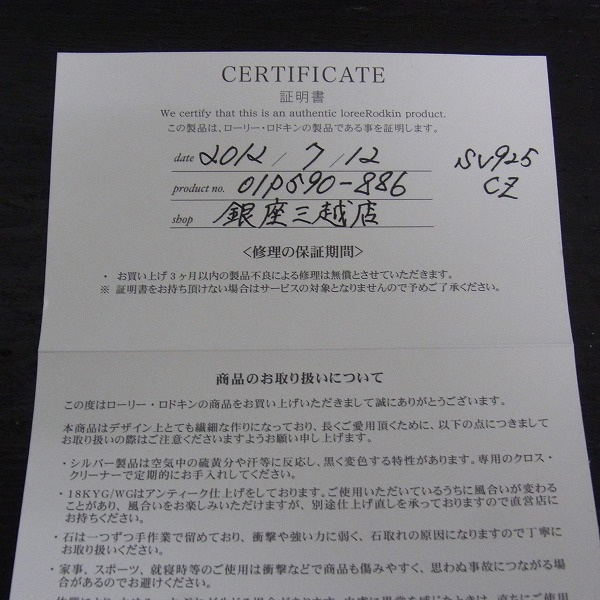 CERTIFICATE
証明書
We certify that this is an authentic loreeRodkin product.
この製品は、ローリー・ロドキンの製品である事を証明します。
date 2012 / 7 / 12
SV925
product no. 01P590-886
CZ
shop 銀座三越店
<修理の保証期間>
・ お買い上げ3ヶ月以内の製品不良による修理は無償とさせていただきます。
※ 証明書をお持ち頂けない場合はサービスの対象となりませんので予めご了承ください。
商品のお取り扱いについて
この度はローリー・ロドキンの商品をお買い上げいただきまして誠にありがとうございます。
本商品はデザイン上とても繊細な作りになっており、長くご愛用頂くために、以下の点につきまして
お取り扱いの際はご注意くださいますようお願い申し上げます。
・シルバー製品は空気中の硫黄分や汗等に反応し、黒く変色する特性があります。専用のクロス・
クリーナーで定期的にお手入れしてください。
・18KYG/WGはアンティーク仕上げをしております。ご使用いただいているうちに風合いが変わる
ことがあり、風合いをお楽しみいただけますが、別途仕上げ直しを承っておりますので直営店に
お持ちください。
・石は一つずつ手作業で留めており、衝撃や強い力に弱く、石取れの原因になりますので丁寧に
お取り扱いください。
・家事、スポーツ、就寝時等のご使用は衝撃などで商品も傷みやすく、思わぬ事故につながる場
合があるのでお避けください。